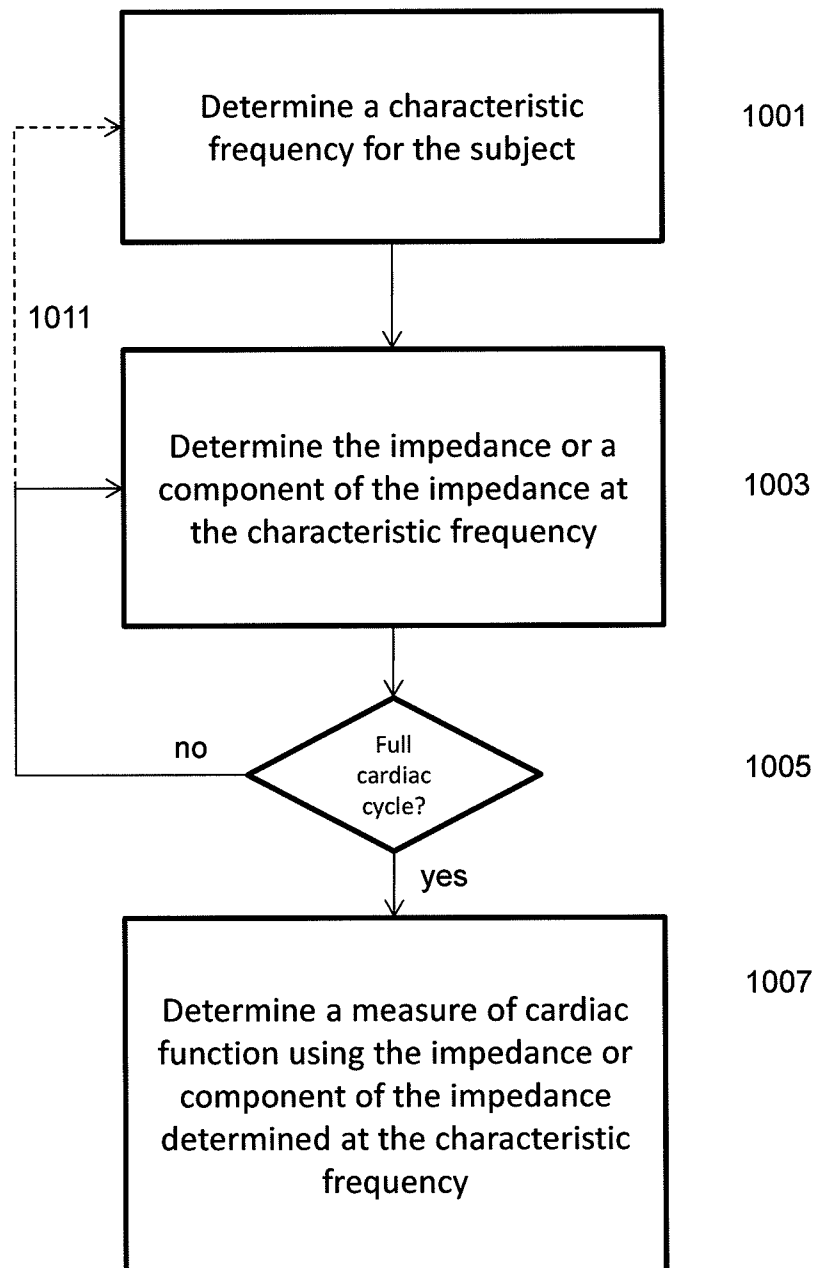 Determine a characteristic
frequency for the subject
1001
1011
Determine the impedance or a
component of the impedance at
the characteristic frequency
1003
no
Full
cardiac
cycle?
1005
yes
Determine a measure of cardiac
function using the impedance or
component of the impedance
determined at the characteristic
frequency
1007